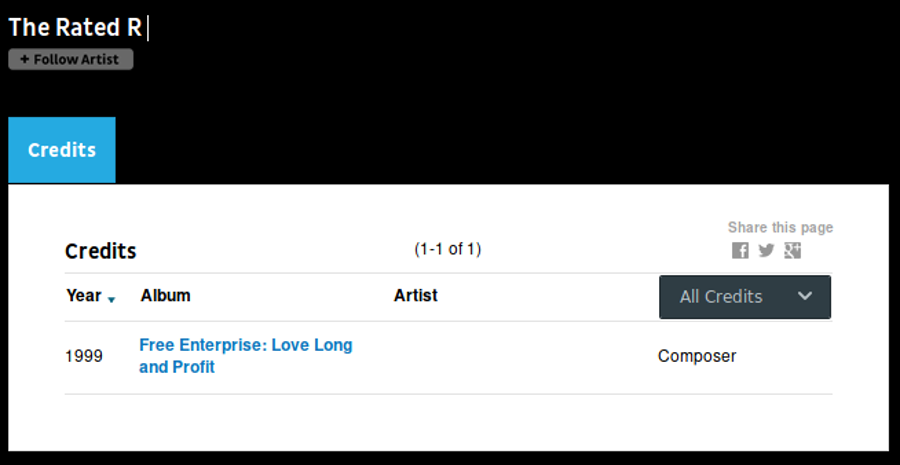 The Rated R
+ Follow Artist
Credits
Share this page
Credits (1-1 of 1)
Year Album Artist All Credits
Free Enterprise: Love Long
1999 Composer
and Profit